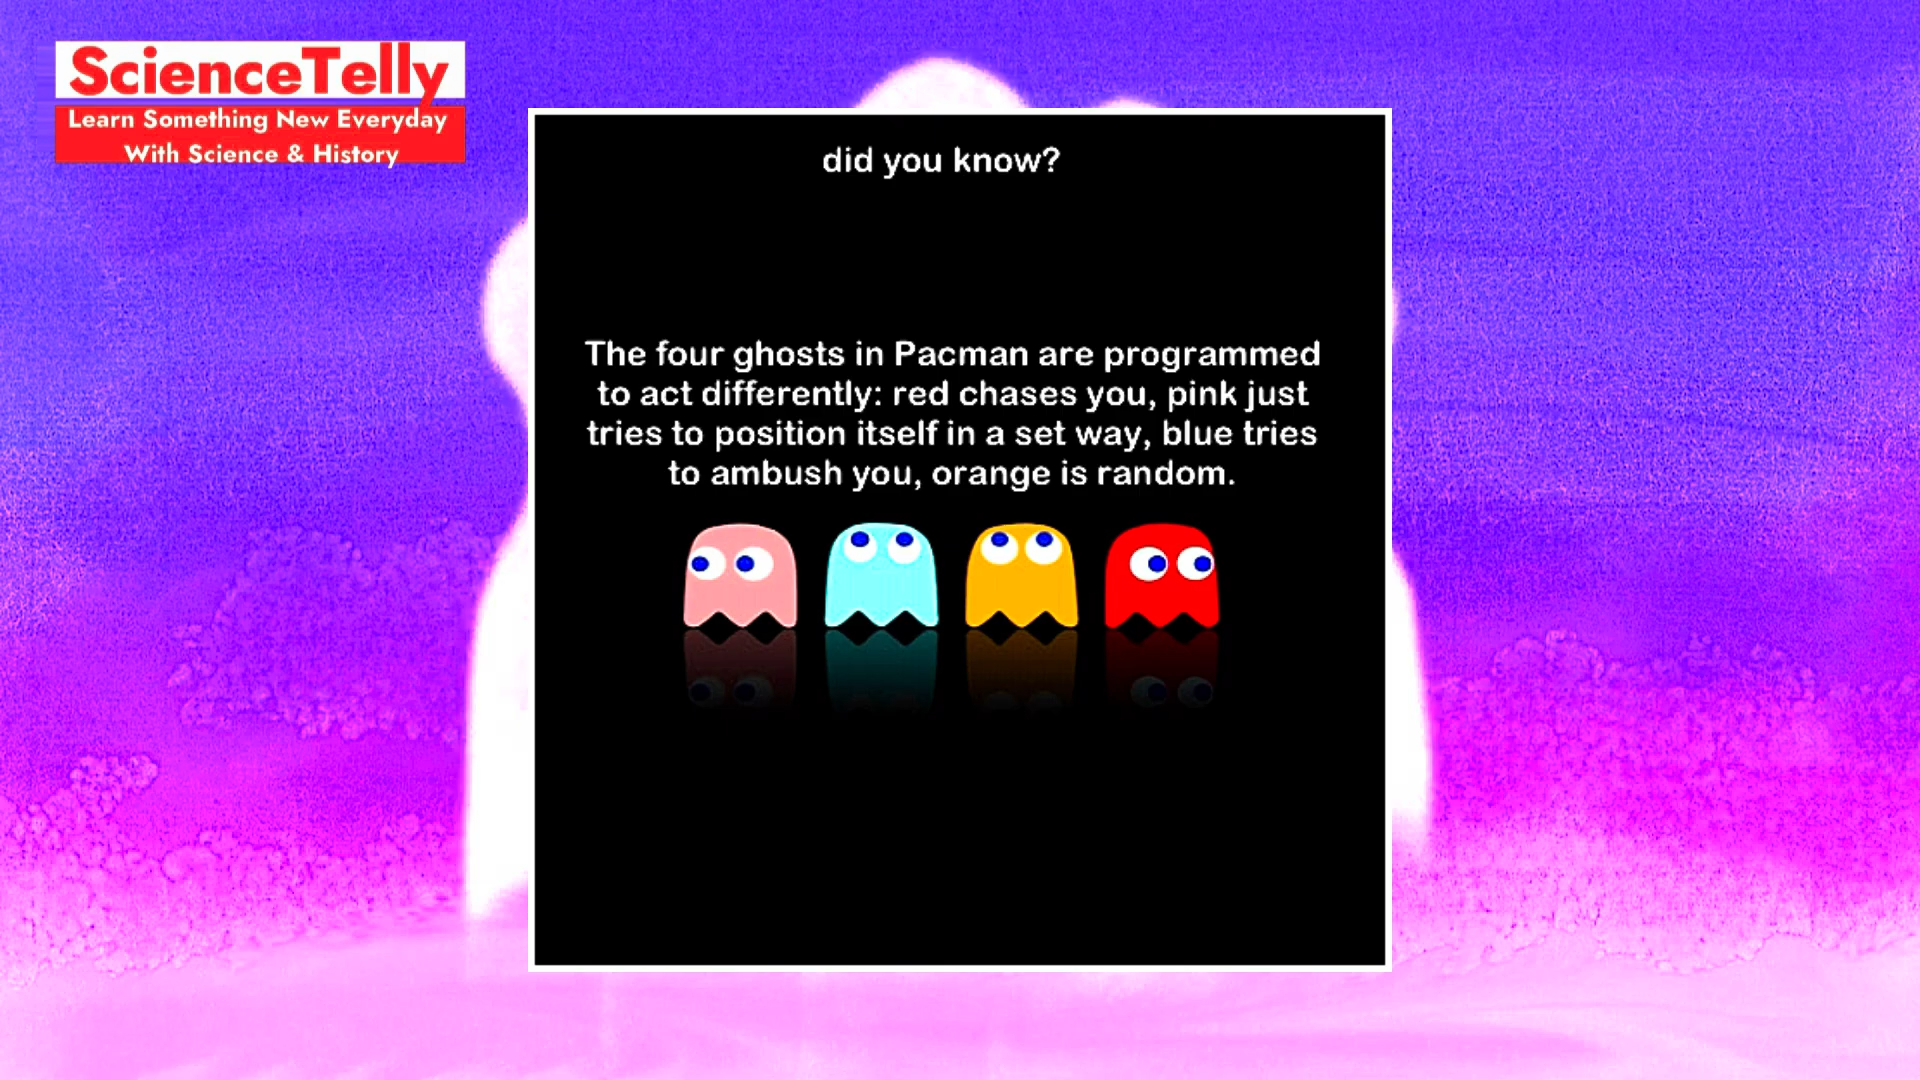 ScienceTelly
Learn Something New Everyday
With Science & History
did you know?
The four ghosts in Pacman are programmed
to act differently: red chases you, pink just
tries to position itself in a set way, blue tries
to ambush you, orange is random.